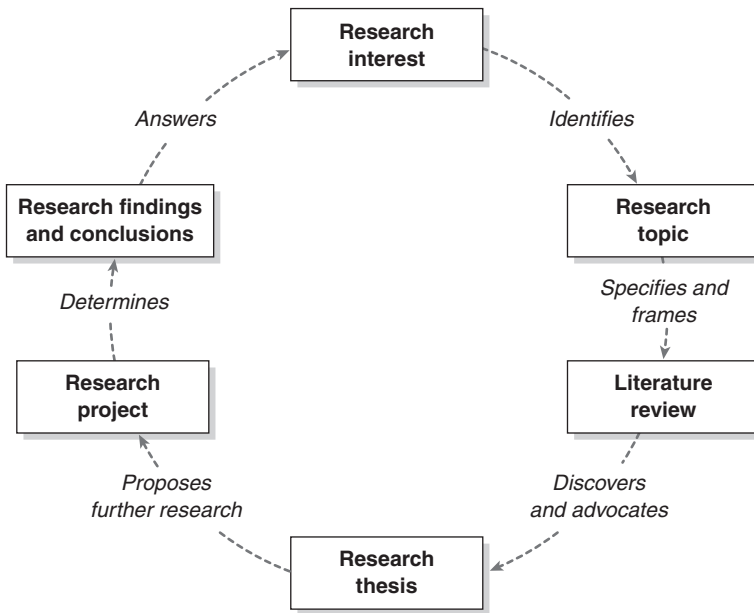 Research
interest
Identifies
Research
topic
Specifies and
frames
Literature
review
Discovers
and advocates
Research
thesis
Proposes
further research
Research
project
Determines
Research findings
and conclusions
Answers